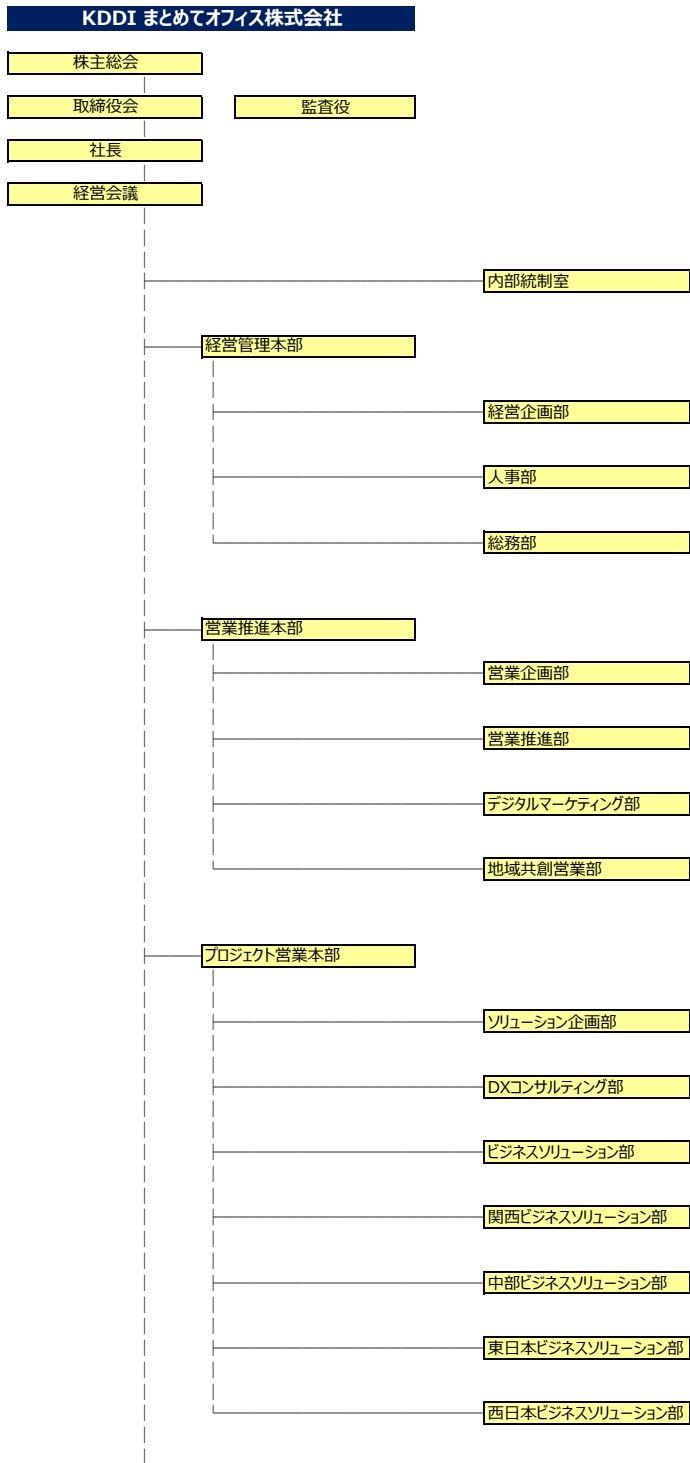 KDDI まとめてオフィス株式会社
株主総会
取締役会
監査役
社長
経営会議
内部統制室
経営管理本部
経営企画部
人事部
総務部
営業推進本部
営業企画部
営業推進部
デジタルマーケティング部
地域共創営業部
プロジェクト営業本部
ソリューション企画部
DXコンサルティング部
ビジネスソリューション部
関西ビジネスソリューション部
中部ビジネスソリューション部
東日本ビジネスソリューション部
西日本ビジネスソリューション部